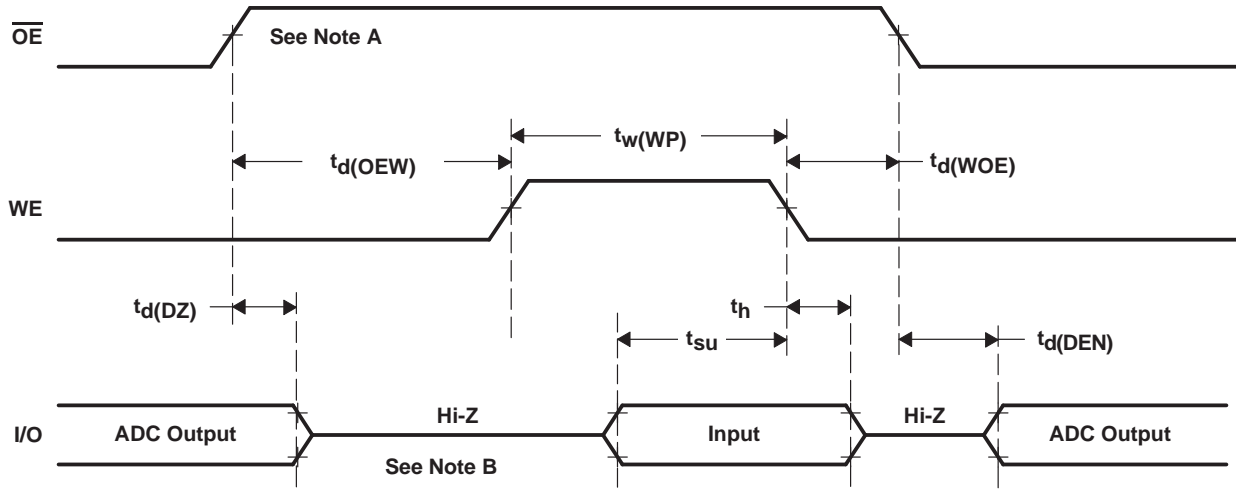 OE
See Note A
tw(WP)
td(OEW)
td(WOE)
WE
td(DZ)
th
tsu
td(DEN)
Hi-Z
Hi-Z
I/O
ADC Output
Input
ADC Output
See Note B